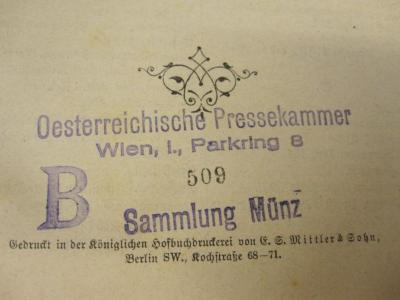 Oesterreichische Pressekammer
Wien, I., Parkring 8
B 509
Sammlung Münz
Gedruckt in der Königlichen Hofbuchdruckerei von E. S. Mittler & Sohn,
Berlin SW., Kochstraße 68—71.